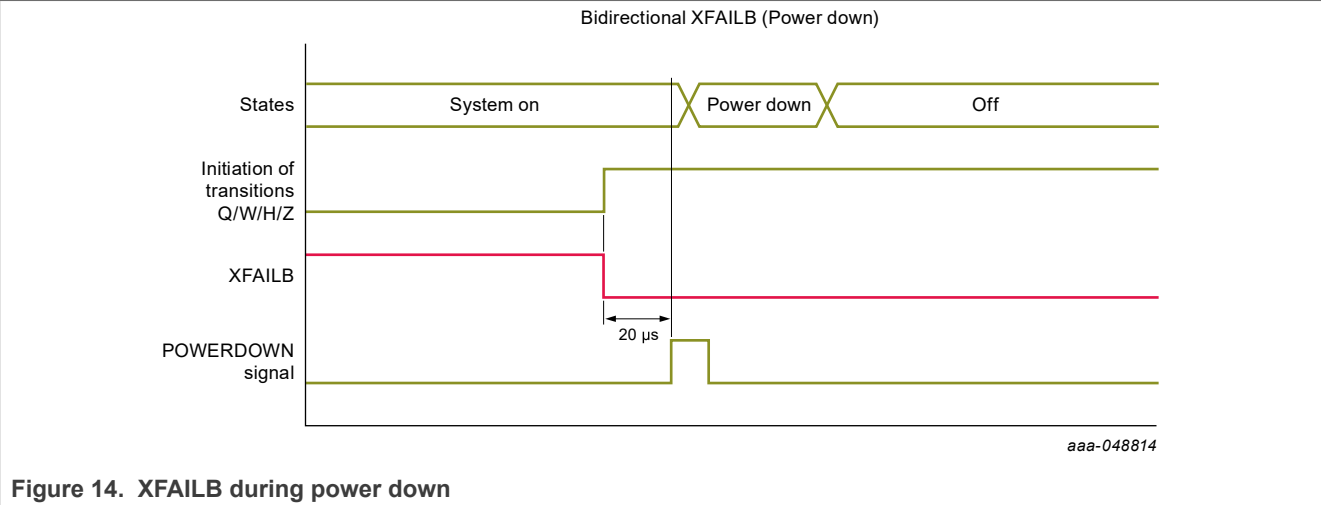 Bidirectional XFAILB (Power down)
States
System on
Power down
Off
Initiation of
transitions
Q/W/H/Z
XFAILB
20 µs
POWERDOWN
signal
aaa-048814
Figure 14. XFAILB during power down